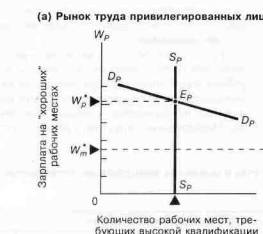 (а) Рынок труда привилегированных лиц
W_P
S_P
D_P
E_P
W_P*
D_P
W_m*
Зарплата на "хороших"
рабочих местах
S_P
0
Количество рабочих мест, тре-
бующих высокой квалификации